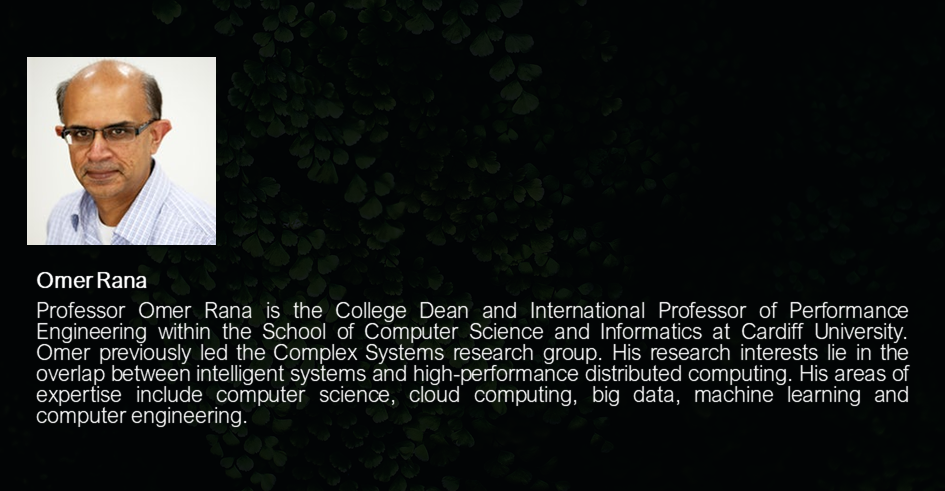 Omer Rana
Professor Omer Rana is the College Dean and International Professor of Performance
Engineering within the School of Computer Science and Informatics at Cardiff University.
Omer previously led the Complex Systems research group. His research interests lie in the
overlap between intelligent systems and high-performance distributed computing. His areas of
expertise include computer science, cloud computing, big data, machine learning and
computer engineering.